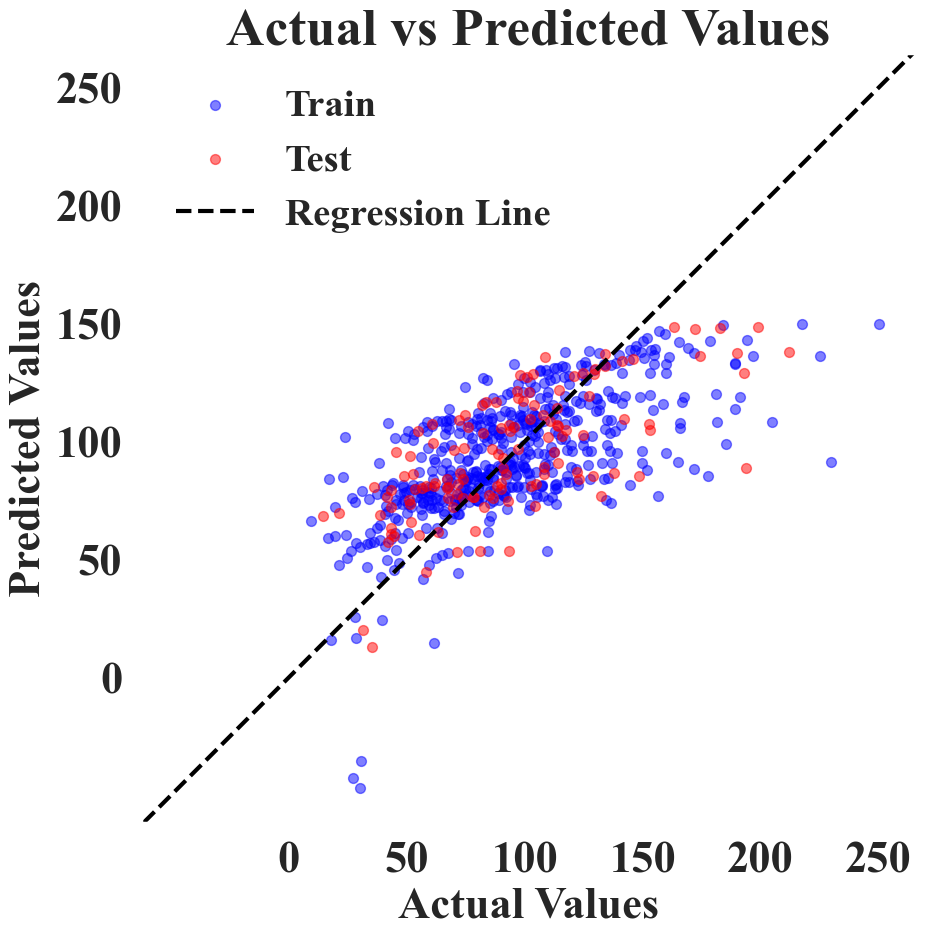 Actual vs Predicted Values
250
200
150
100
50
0
Predicted Values
Train
Test
Regression Line
0 50 100 150 200 250
Actual Values